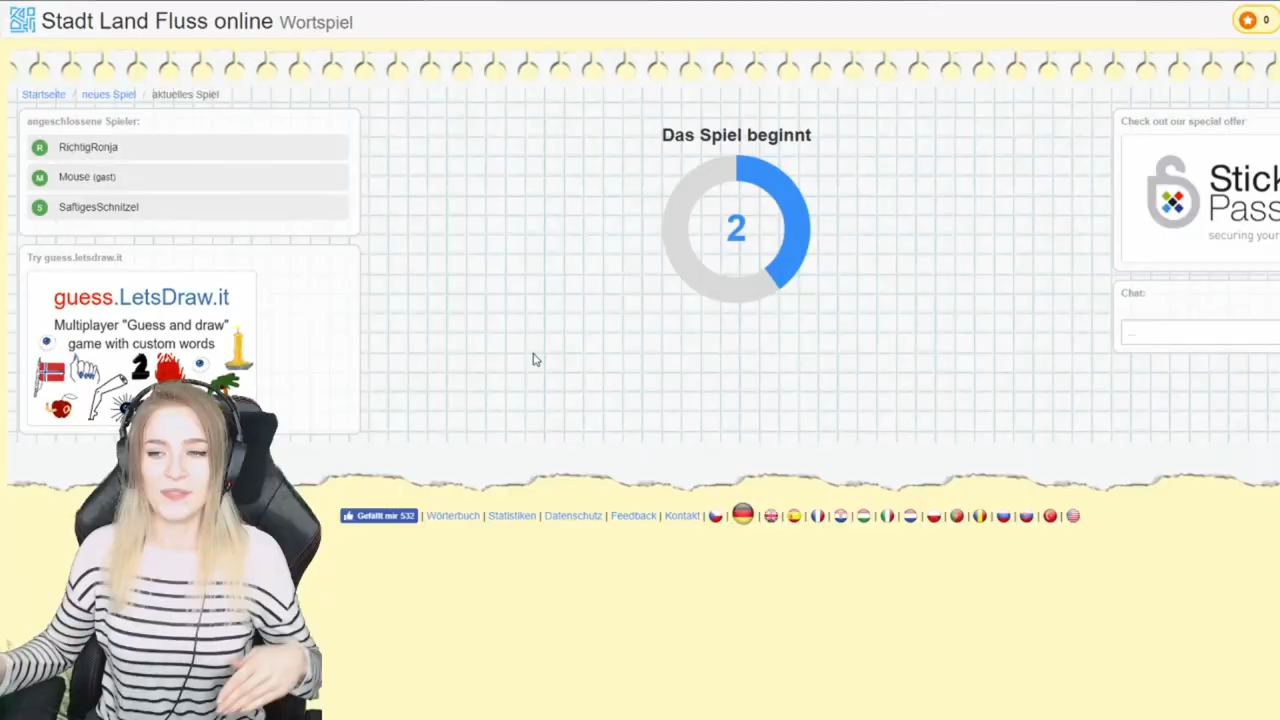 Stadt Land Fluss online Wortspiel
0
Startseite / neues Spiel / aktuelles Spiel
angeschlossene Spieler:
R RichtigRonja
M Mouse (gast)
S SaftigesSchnitzel
Try guess.letsdraw.it
guess.LetsDraw.it
Multiplayer "Guess and draw"
game with custom words
Das Spiel beginnt
2
Check out our special offer
Stick
Pass
securing your
Chat:
...
Gefällt mir 532 | Wörterbuch | Statistiken | Datenschutz | Feedback | Kontakt |